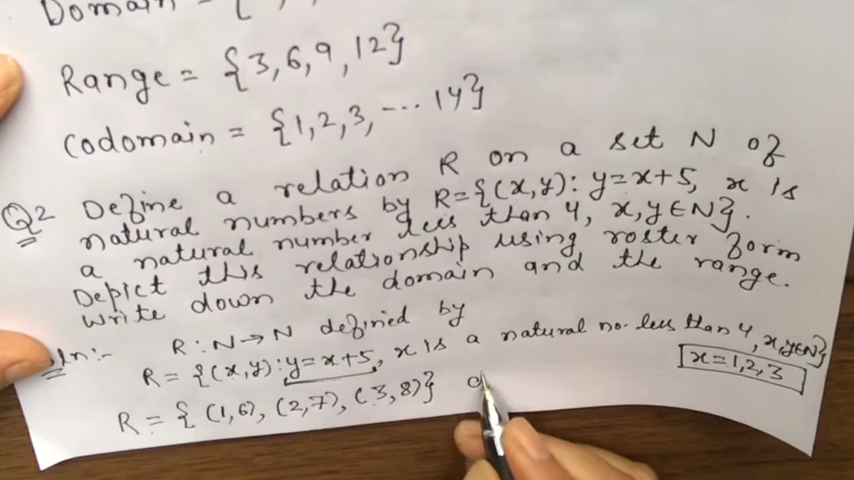 Domain = {
Range = {3, 6, 9, 12}
Codomain = {1, 2, 3, --- 14}
Q2 Define a relation R on a set N of
natural numbers by R = {(x, y) : y = x + 5, x is
a natural number less than 4, x, y ∈ N}.
Depict this relationship using roster form
Write down the domain and the range.
Soln:- R : N → N defined by
R = {(x, y) : y = x + 5, x is a natural no. less than 4, x, y ∈ N}
x = 1, 2, 3
R = {(1, 6), (2, 7), (3, 8)}